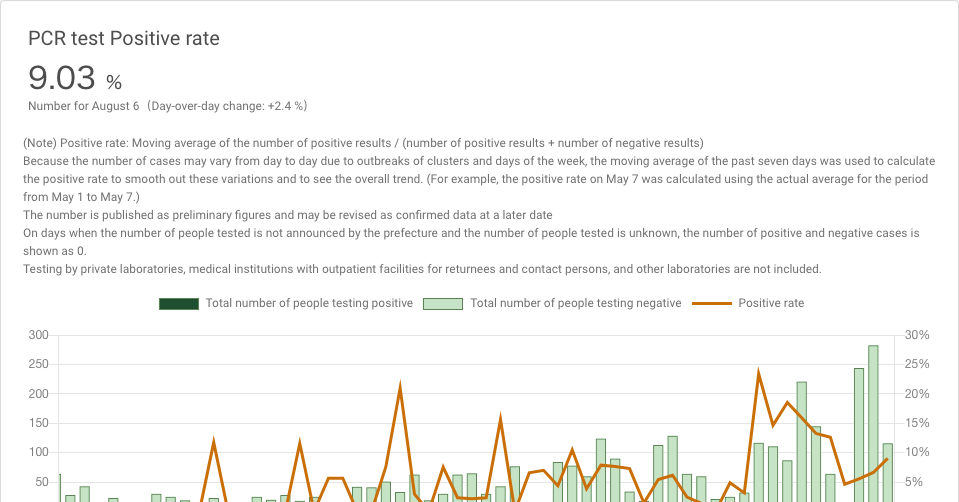 PCR test Positive rate
9.03 %
Number for August 6 (Day-over-day change: +2.4 %)
(Note) Positive rate: Moving average of the number of positive results / (number of positive results + number of negative results)
Because the number of cases may vary from day to day due to outbreaks of clusters and days of the week, the moving average of the past seven days was used to calculate
the positive rate to smooth out these variations and to see the overall trend. (For example, the positive rate on May 7 was calculated using the actual average for the period
from May 1 to May 7.)
The number is published as preliminary figures and may be revised as confirmed data at a later date
On days when the number of people tested is not announced by the prefecture and the number of people tested is unknown, the number of positive and negative cases is
shown as 0.
Testing by private laboratories, medical institutions with outpatient facilities for returnees and contact persons, and other laboratories are not included.
Total number of people testing positive Total number of people testing negative Positive rate
300 30%
250 25%
200 20%
150 15%
100 10%
50 5%